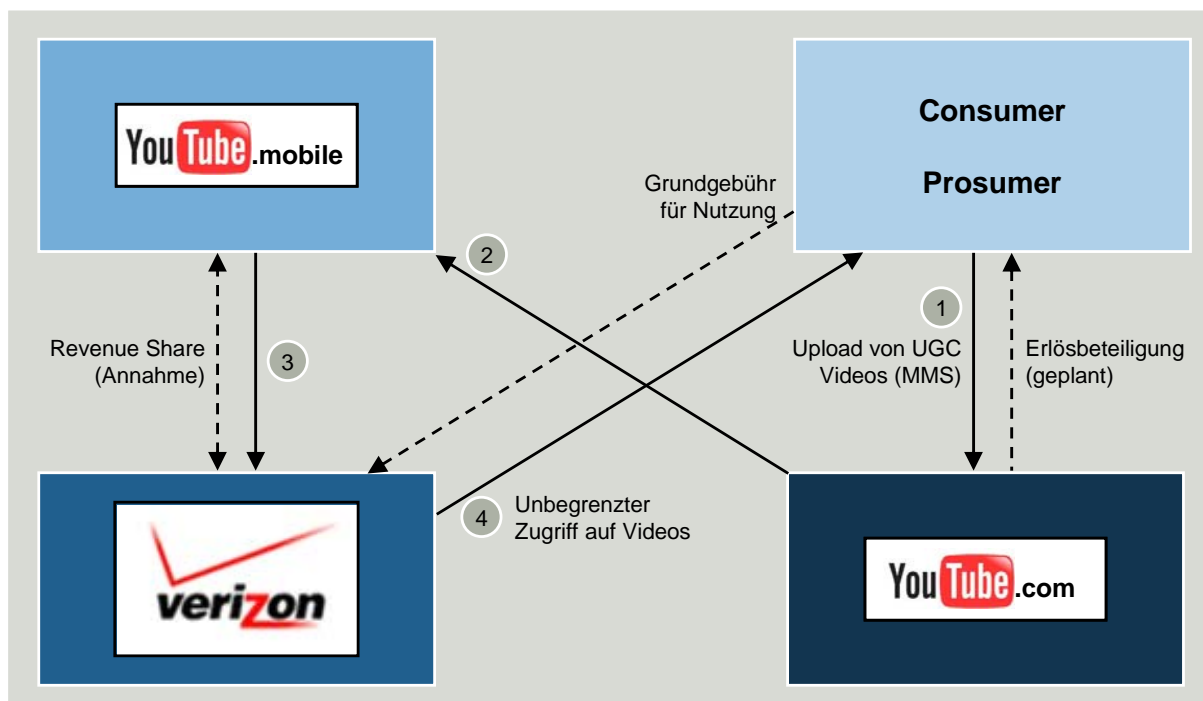 YouTube.mobile
Consumer
Prosumer
Grundgebühr
für Nutzung
2
1
Revenue Share
(Annahme)
3
Upload von UGC
Videos (MMS)
Erlösbeteiligung
(geplant)
verizon
4
Unbegrenzter
Zugriff auf Videos
YouTube.com